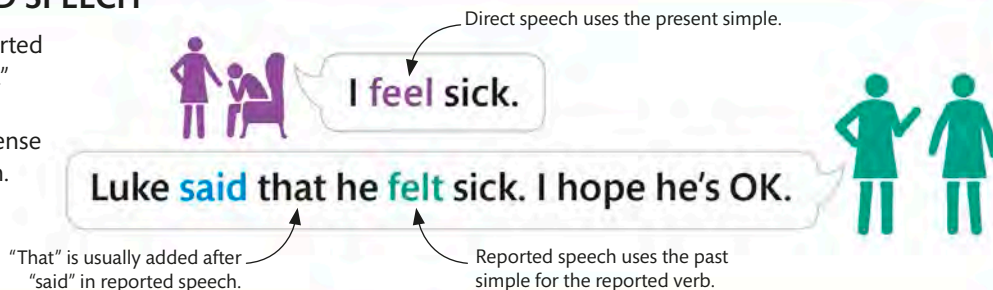 D SPEECH
Direct speech uses the present simple.
rted
"
ense
n.
I feel sick.
Luke said that he felt sick. I hope he's OK.
"That" is usually added after
"said" in reported speech.
Reported speech uses the past
simple for the reported verb.